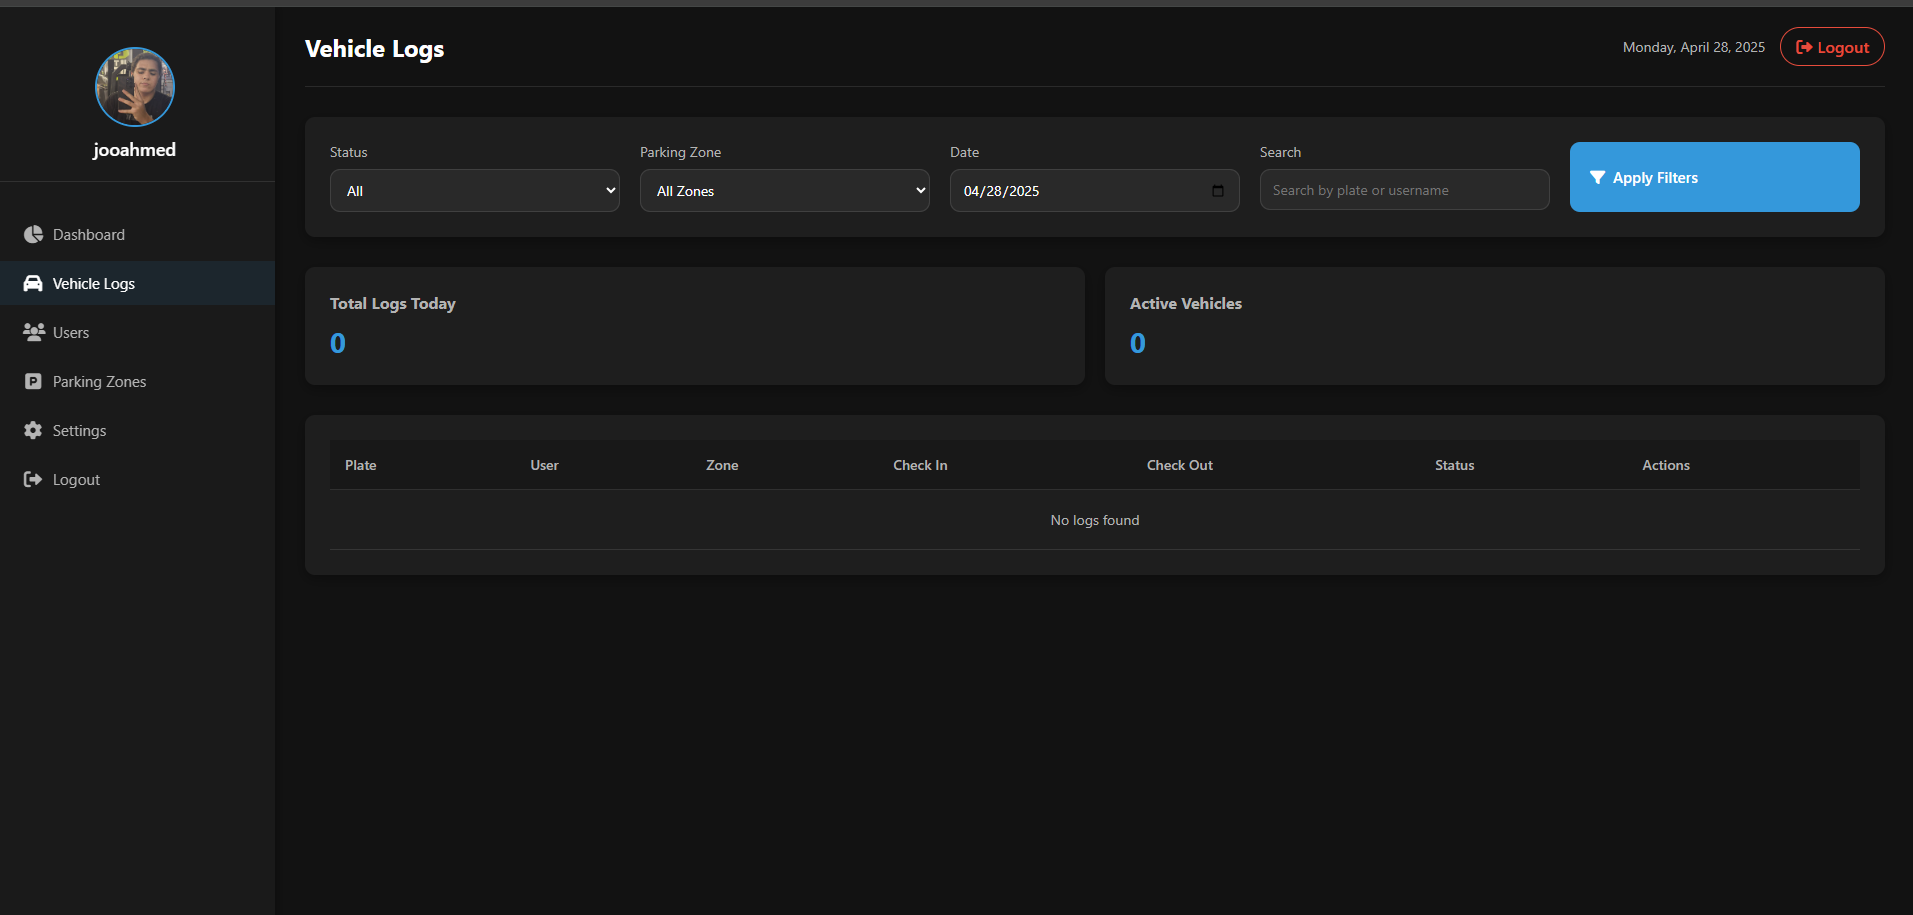 jooahmed
Dashboard
Vehicle Logs
Users
Parking Zones
Settings
Logout
Vehicle Logs
Monday, April 28, 2025
Logout
Status
Parking Zone
Date
Search
All
All Zones
04/28/2025
Search by plate or username
Apply Filters
Total Logs Today
0
Active Vehicles
0
Plate User Zone Check In Check Out Status Actions
No logs found